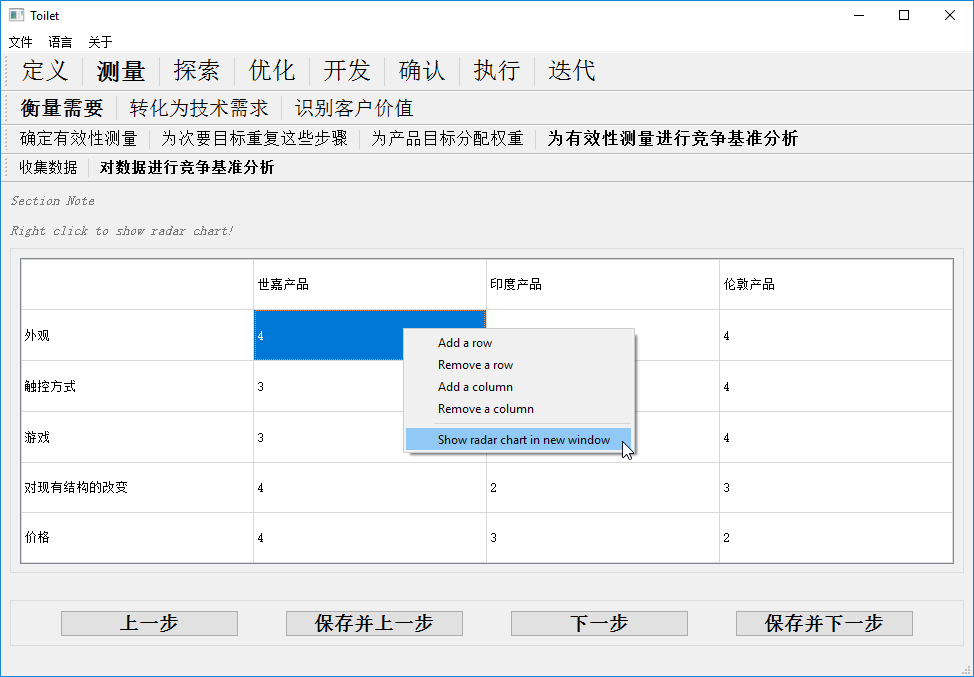 Toilet
文件 语言 关于
定义 测量 探索 优化 开发 确认 执行 迭代
衡量需要 转化为技术需求 识别客户价值
确定有效性测量 为次要目标重复这些步骤 为产品目标分配权重 为有效性测量进行竞争基准分析
收集数据 对数据进行竞争基准分析
Section Note
Right click to show radar chart!
世嘉产品 印度产品 伦敦产品
外观 4 4
触控方式 3 4
游戏 3 4
对现有结构的改变 4 2 3
价格 4 3 2
Add a row
Remove a row
Add a column
Remove a column
Show radar chart in new window
上一步 保存并上一步 下一步 保存并下一步